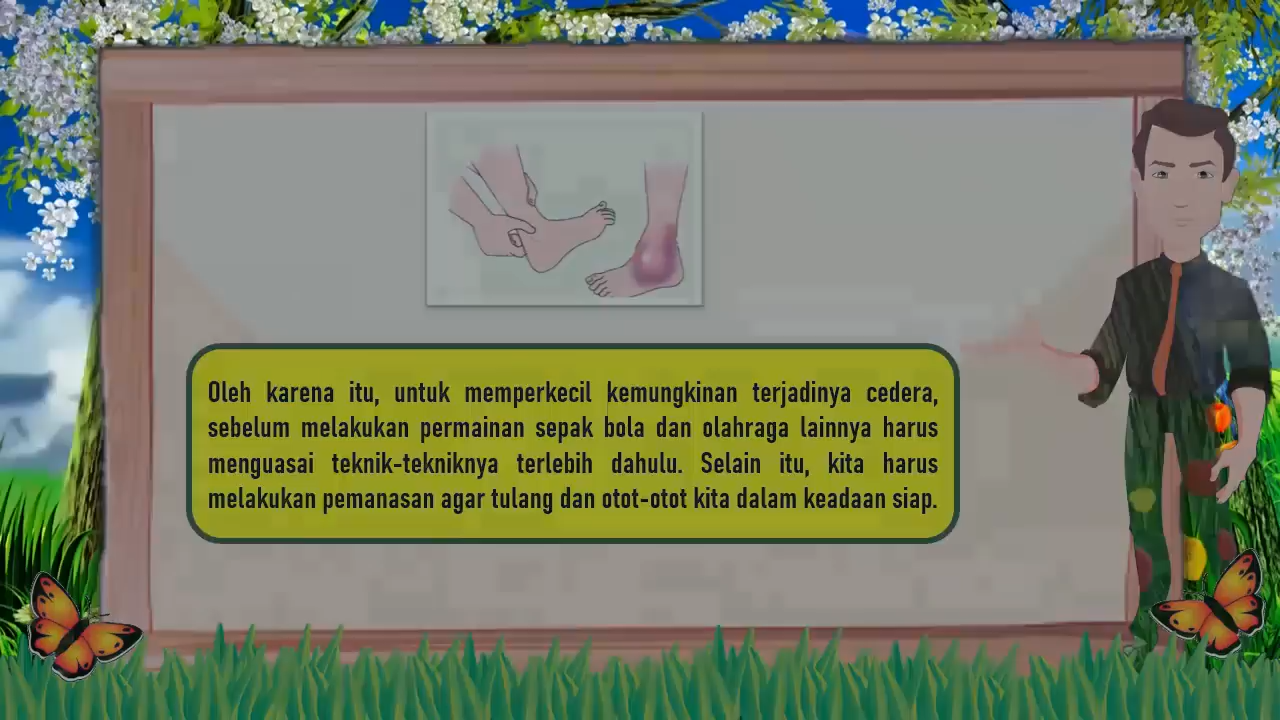 Oleh karena itu, untuk memperkecil kemungkinan terjadinya cedera,
sebelum melakukan permainan sepak bola dan olahraga lainnya harus
menguasai teknik-tekniknya terlebih dahulu. Selain itu, kita harus
melakukan pemanasan agar tulang dan otot-otot kita dalam keadaan siap.